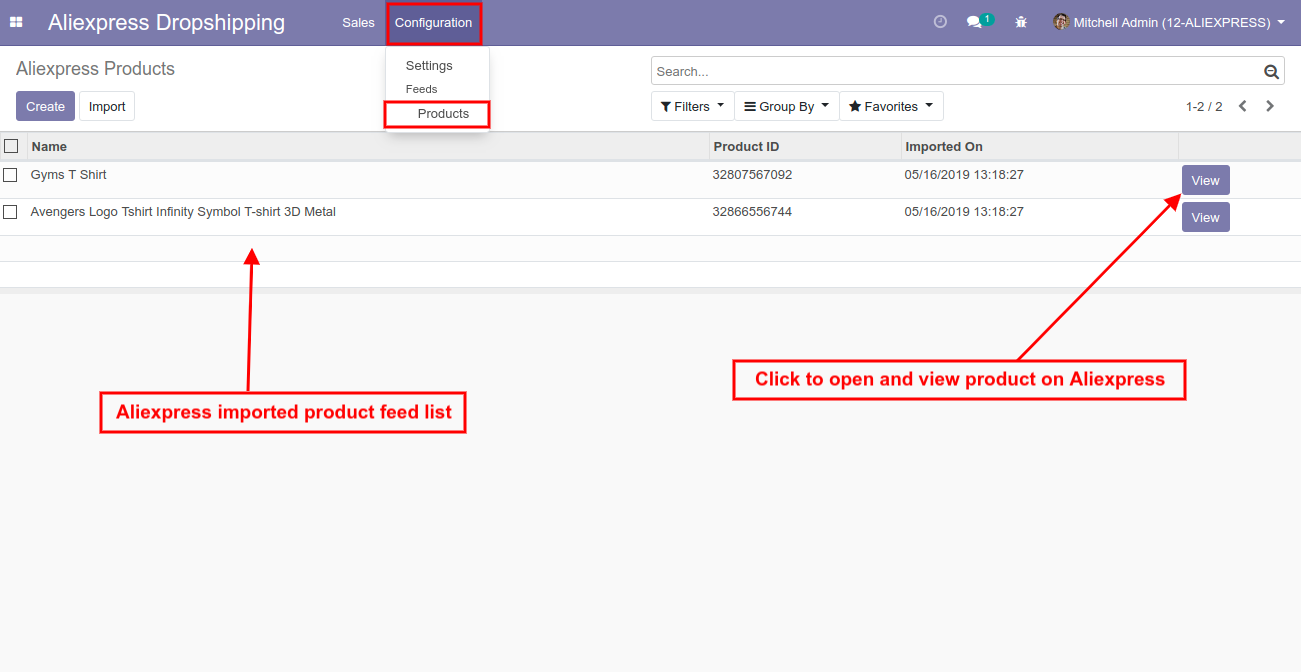 Aliexpress Dropshipping Sales Configuration 1 Mitchell Admin (12-ALIEXPRESS)
Aliexpress Products
Settings
Feeds
Products
Search...
Create Import
Filters Group By Favorites 1-2 / 2
Name Product ID Imported On
Gyms T Shirt 32807567092 05/16/2019 13:18:27 View
Avengers Logo Tshirt Infinity Symbol T-shirt 3D Metal 32866556744 05/16/2019 13:18:27 View
Click to open and view product on Aliexpress
Aliexpress imported product feed list